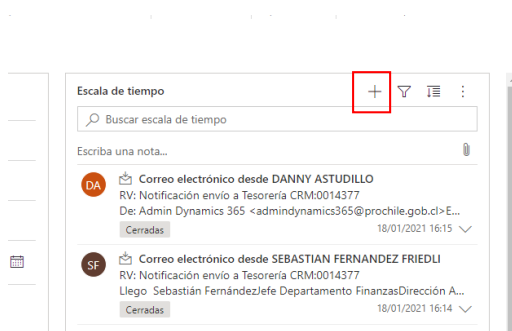 Escala de tiempo
Buscar escala de tiempo
Escriba una nota...
DA
Correo electrónico desde DANNY ASTUDILLO
RV: Notificación envío a Tesorería CRM:0014377
De: Admin Dynamics 365 <admindynamics365@prochile.gob.cl>E...
Cerradas 18/01/2021 16:15
SF
Correo electrónico desde SEBASTIAN FERNANDEZ FRIEDLI
RV: Notificación envío a Tesorería CRM:0014377
Llego Sebastián FernándezJefe Departamento FinanzasDirección A...
Cerradas 18/01/2021 16:14